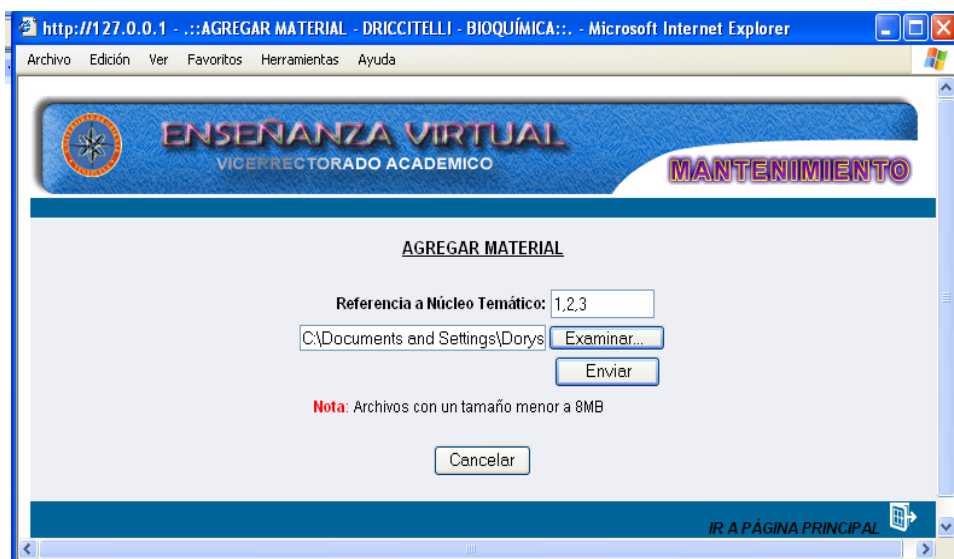 http://127.0.0.1 - .::AGREGAR MATERIAL - DRICCITELLI - BIOQUÍMICA::. - Microsoft Internet Explorer
Archivo Edición Ver Favoritos Herramientas Ayuda
ENSEÑANZA VIRTUAL
VICERRECTORADO ACADEMICO
MANTENIMIENTO
AGREGAR MATERIAL
Referencia a Núcleo Temático: 1,2,3
C:\Documents and Settings\Dorys Examinar...
Enviar
Nota: Archivos con un tamaño menor a 8MB
Cancelar
IR A PÁGINA PRINCIPAL